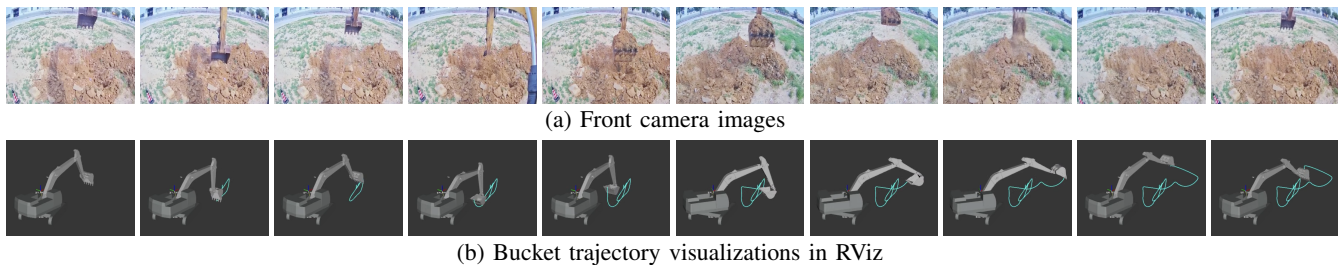 (a) Front camera images
(b) Bucket trajectory visualizations in RViz